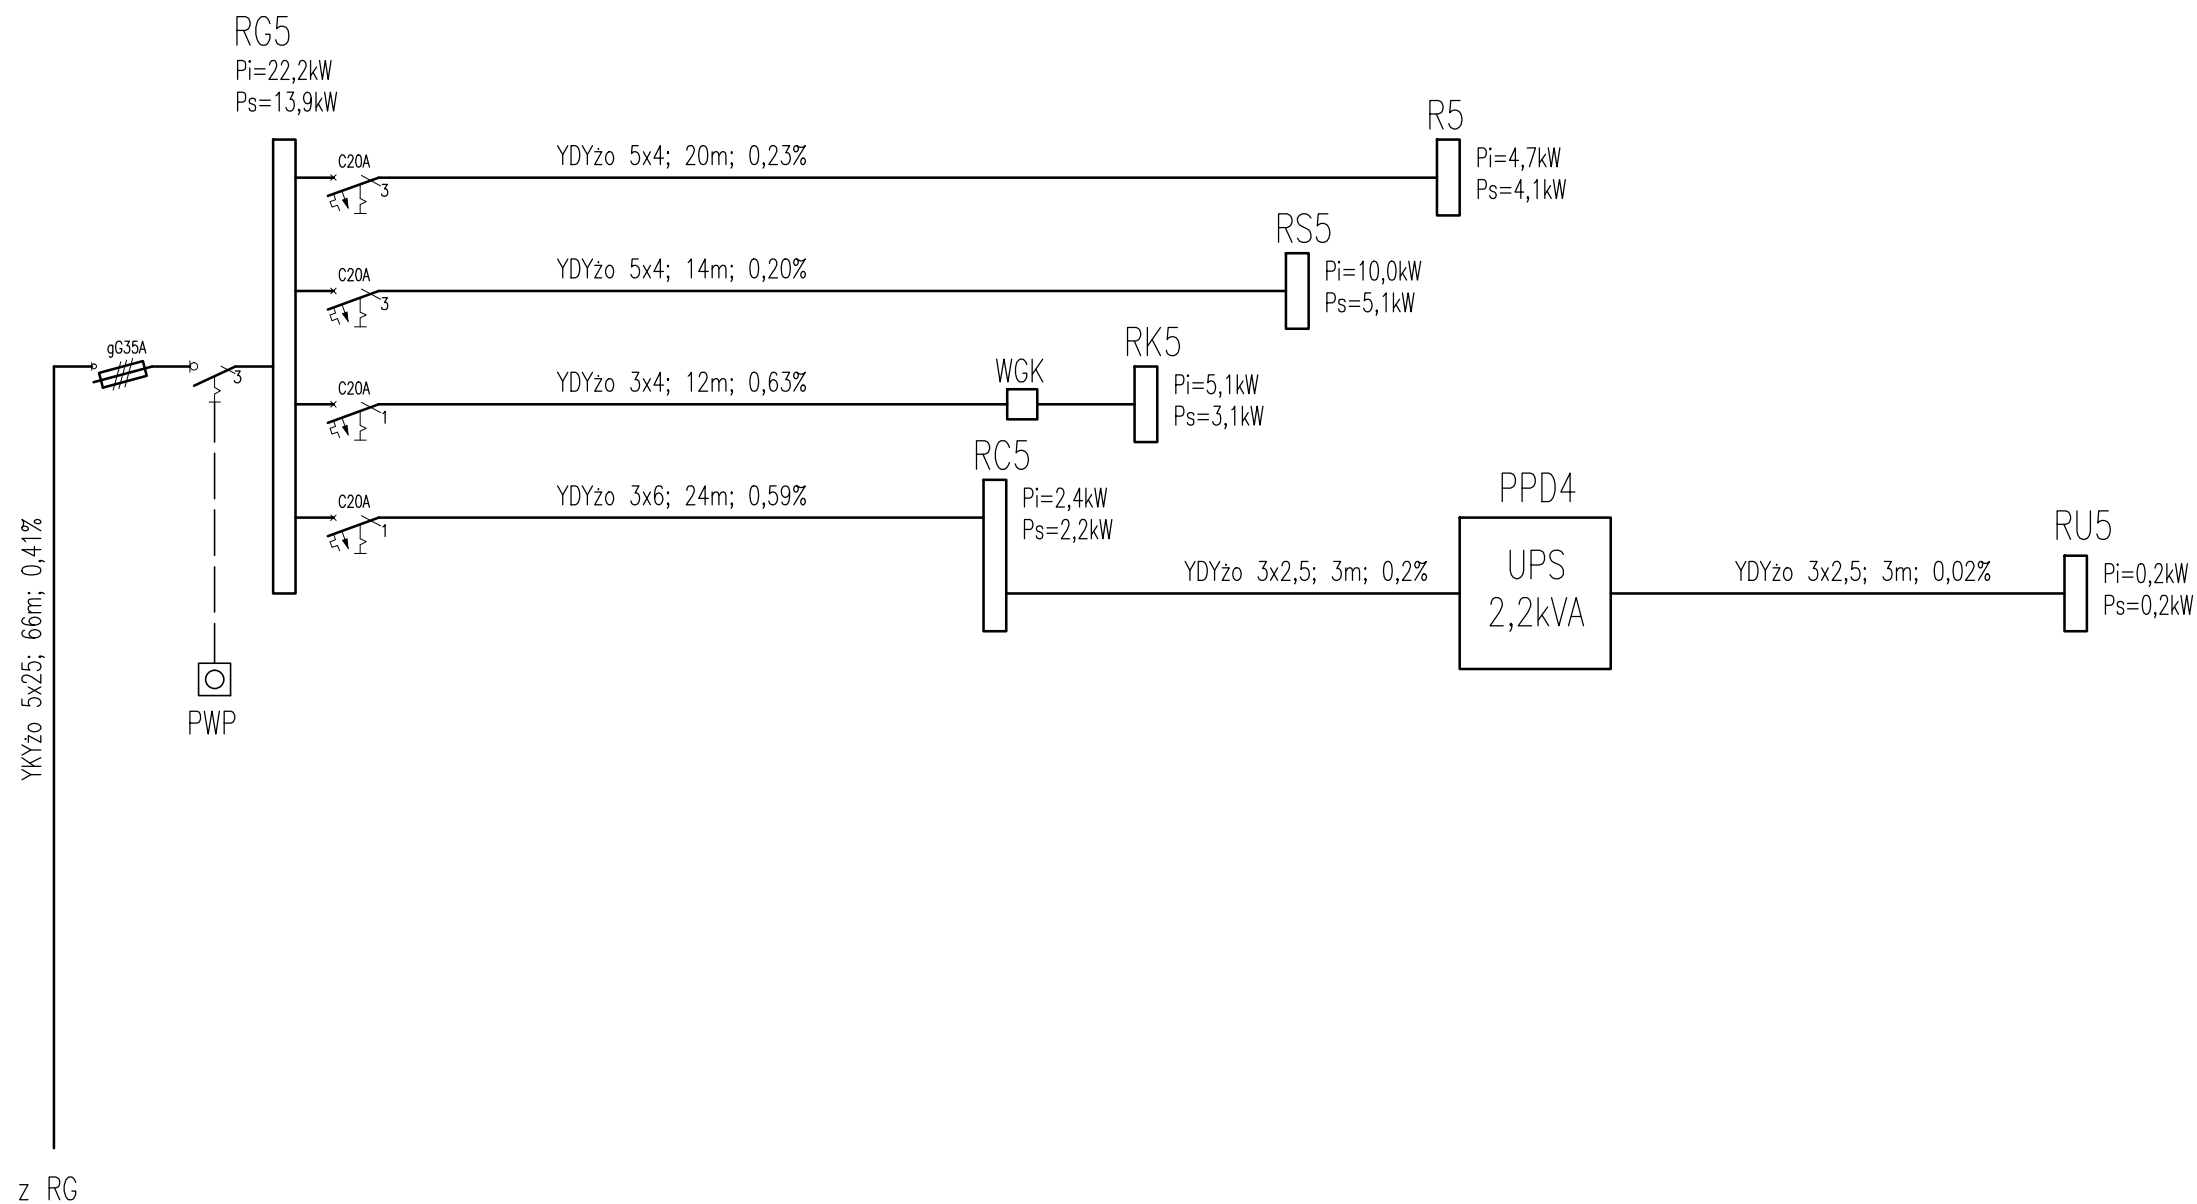 RG5
Pi=22,2kW
Ps=13,9kW
C20A
3
YDYżo 5x4; 20m; 0,23%
R5
Pi=4,7kW
Ps=4,1kW
C20A
3
YDYżo 5x4; 14m; 0,20%
RS5
Pi=10,0kW
Ps=5,1kW
gG35A
3
C20A
1
YDYżo 3x4; 12m; 0,63%
WGK
RK5
Pi=5,1kW
Ps=3,1kW
C20A
1
YDYżo 3x6; 24m; 0,59%
RC5
Pi=2,4kW
Ps=2,2kW
YDYżo 3x2,5; 3m; 0,2%
PPD4
UPS
2,2kVA
YDYżo 3x2,5; 3m; 0,02%
RU5
Pi=0,2kW
Ps=0,2kW
YKYżo 5x25; 66m; 0,41%
PWP
z RG